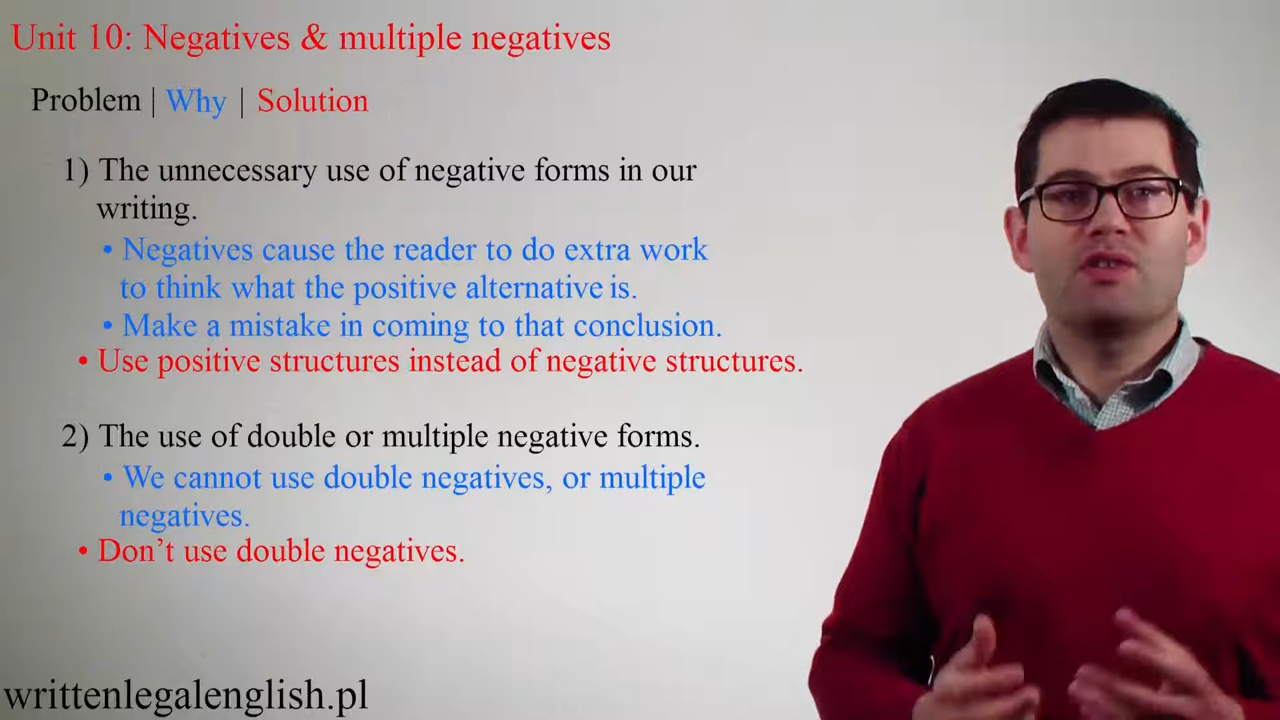 Unit 10: Negatives & multiple negatives
Problem | Why | Solution
1) The unnecessary use of negative forms in our
writing.
• Negatives cause the reader to do extra work
to think what the positive alternative is.
• Make a mistake in coming to that conclusion.
• Use positive structures instead of negative structures.
2) The use of double or multiple negative forms.
• We cannot use double negatives, or multiple
negatives.
• Don’t use double negatives.
writtenlegalenglish.pl